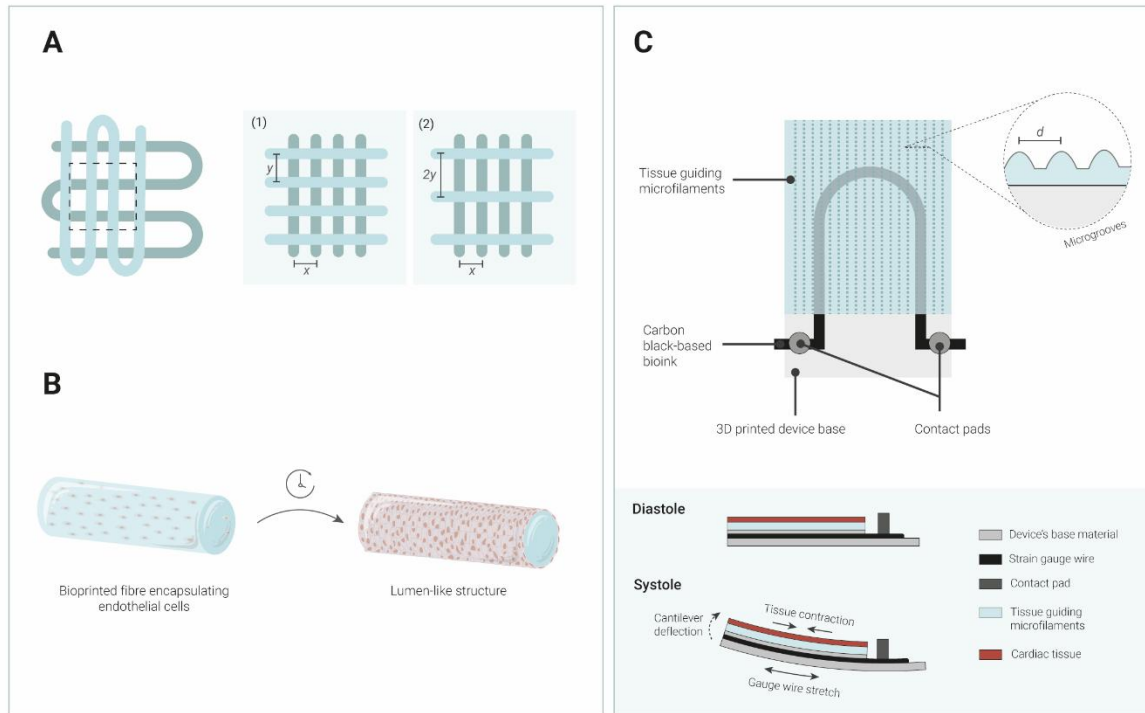 A
(1)
y
x
(2)
2y
x
B
Bioprinted fibre encapsulating
endothelial cells
Lumen-like structure
C
Tissue guiding
microfilaments
d
Microgrooves
Carbon
black-based
bioink
3D printed device base
Contact pads
Diastole
Systole
Cantilever
deflection
Tissue contraction
Gauge wire stretch
Device's base material
Strain gauge wire
Contact pad
Tissue guiding
microfilaments
Cardiac tissue